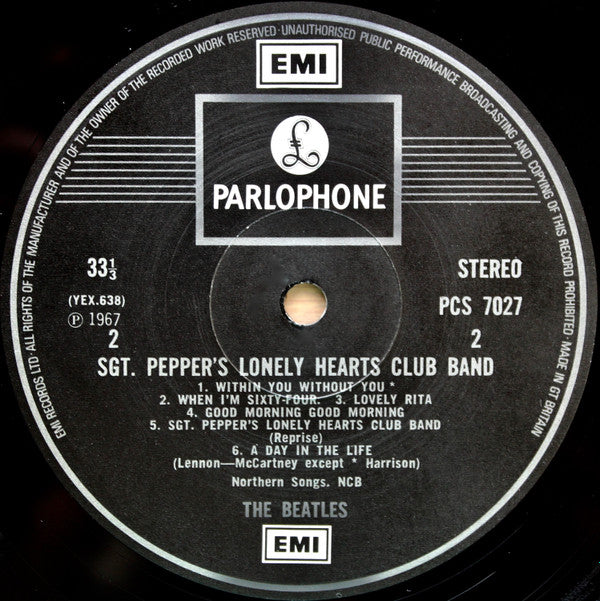 EMI RECORDS LTD·ALL RIGHTS OF THE MANUFACTURER AND OF THE OWNER OF THE RECORDED WORK RESERVED·UNAUTHORISED PUBLIC PERFORMANCE BROADCASTING AND COPYING OF THIS RECORD PROHIBITED·MADE IN GT BRITAIN
EMI
£
PARLOPHONE
33⅓
STEREO
(YEX.638)
PCS 7027
Ⓟ 1967
2
2
SGT. PEPPER'S LONELY HEARTS CLUB BAND
1. WITHIN YOU WITHOUT YOU *
2. WHEN I'M SIXTY-FOUR. 3. LOVELY RITA
4. GOOD MORNING GOOD MORNING
5. SGT. PEPPER'S LONELY HEARTS CLUB BAND
(Reprise)
6. A DAY IN THE LIFE
(Lennon—McCartney except * Harrison)
Northern Songs. NCB
THE BEATLES
EMI